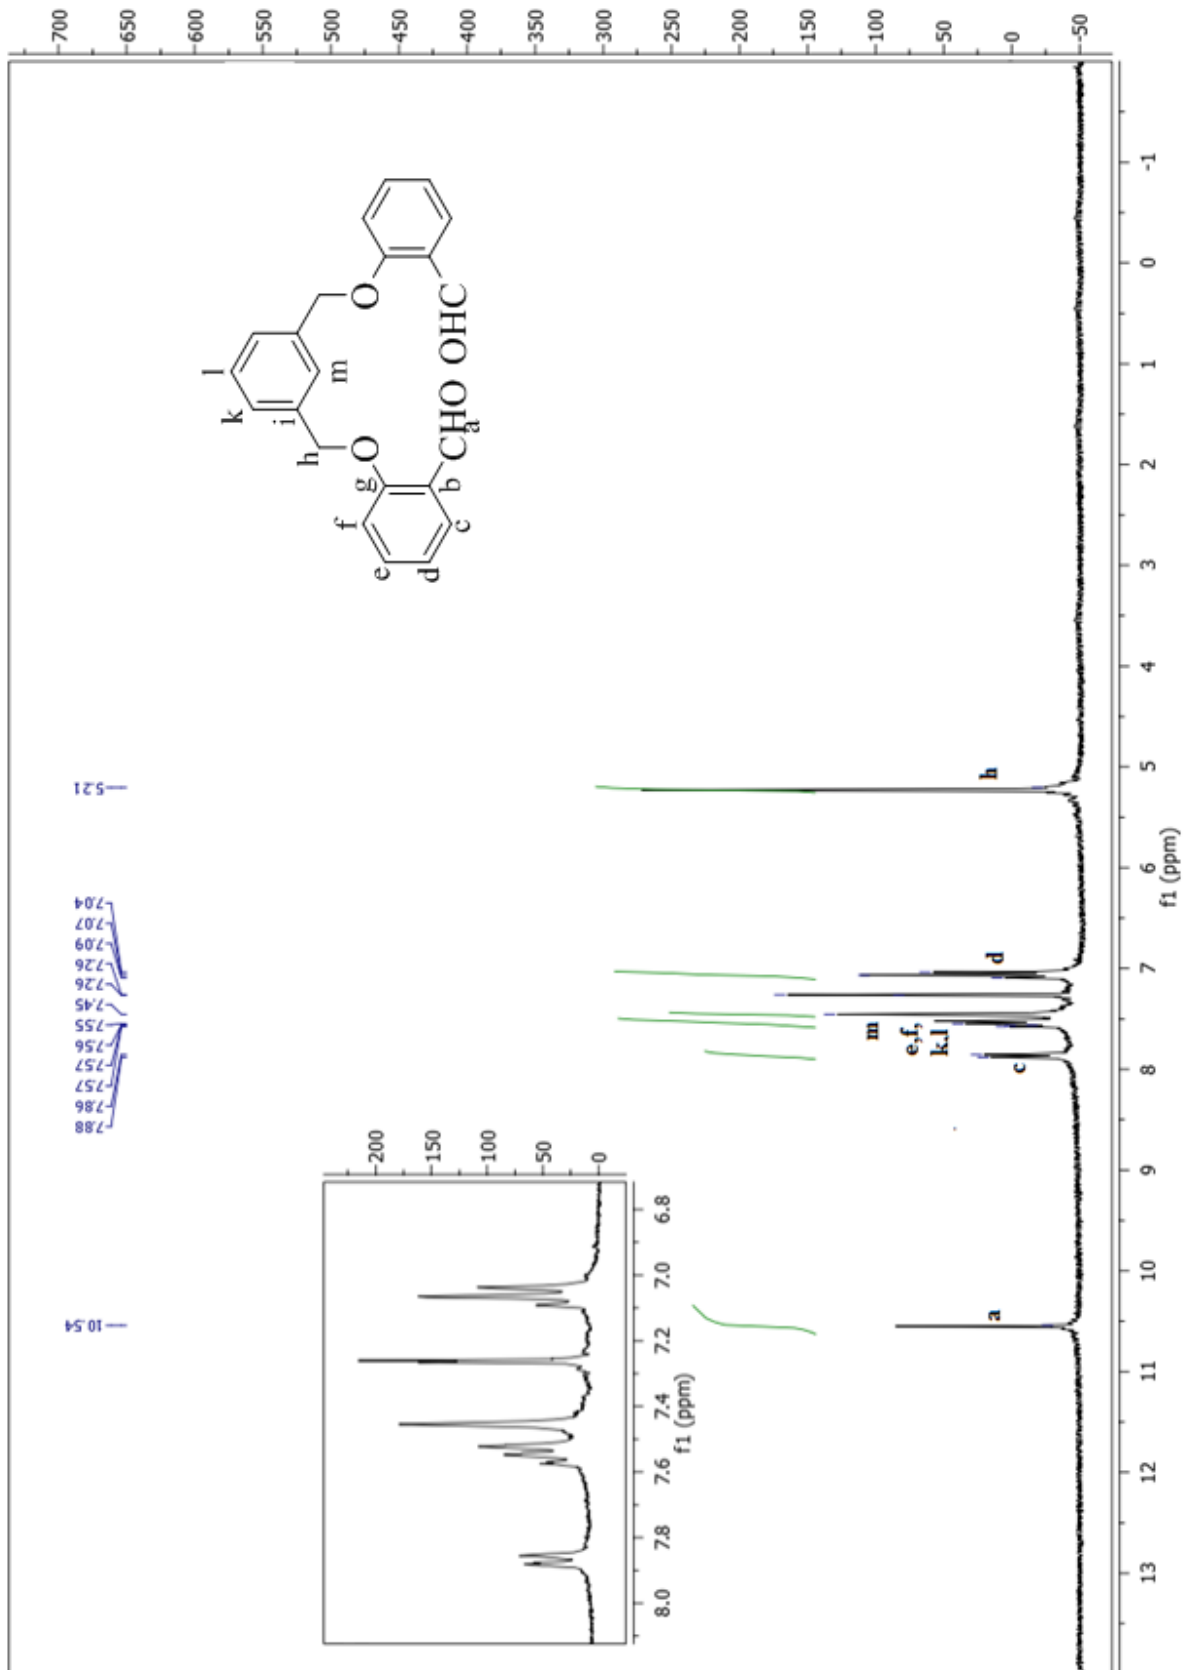 10.54
7.88
7.86
7.57
7.57
7.56
7.55
7.45
7.26
7.26
7.09
7.07
7.04
5.21
700
650
600
550
500
450
400
350
300
250
200
150
100
50
0
-50
l
k
m
i
h
O
O
g
f
b
e
c
d
CHO OHC
a
200
150
100
50
0
8.0 7.8 7.6 7.4 7.2 7.0 6.8
f1 (ppm)
a
c
e,f,
k,l
m
d
h
13 12 11 10 9 8 7 6 5 4 3 2 1 0 -1
f1 (ppm)